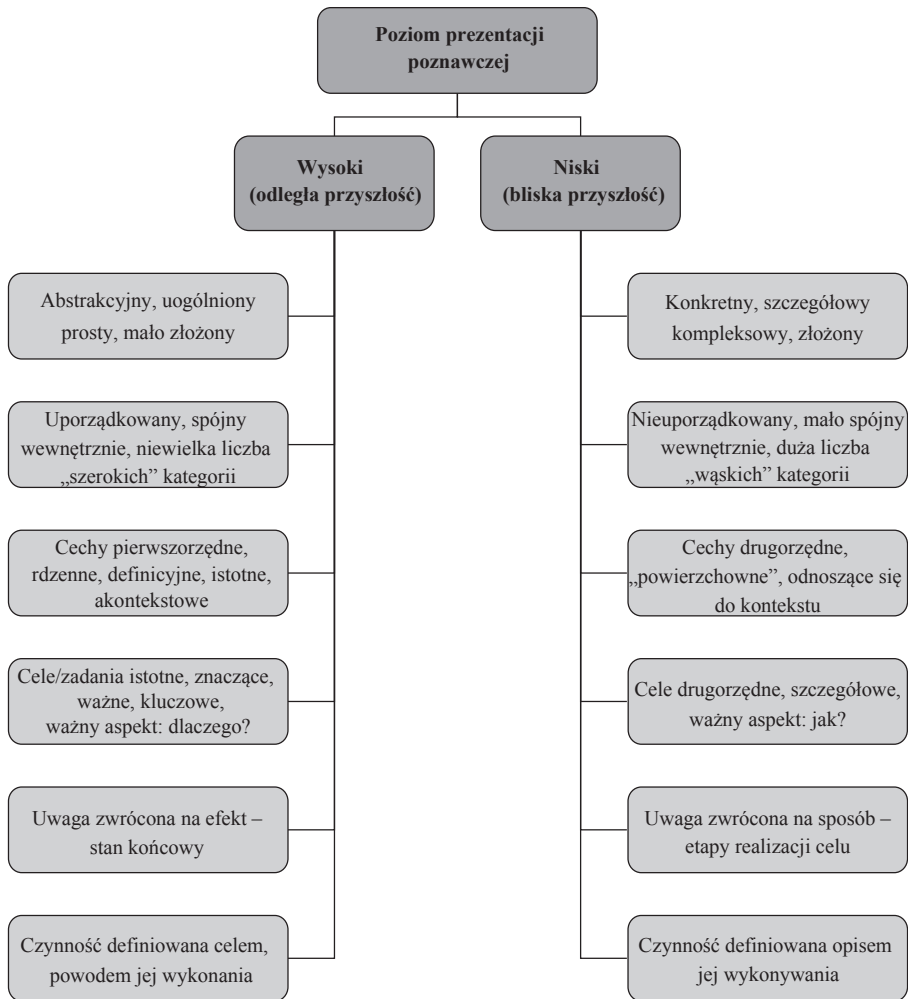 Poziom prezentacji
poznawczej
Wysoki
(odległa przyszłość)
Niski
(bliska przyszłość)
Abstrakcyjny, uogólniony
prosty, mało złożony
Konkretny, szczegółowy
kompleksowy, złożony
Uporządkowany, spójny
wewnętrznie, niewielka liczba
„szerokich” kategorii
Nieuporządkowany, mało spójny
wewnętrznie, duża liczba
„wąskich” kategorii
Cechy pierwszorzędne,
rdzenne, definicyjne, istotne,
akontekstowe
Cechy drugorzędne,
„powierzchowne”, odnoszące się
do kontekstu
Cele/zadania istotne, znaczące,
ważne, kluczowe,
ważny aspekt: dlaczego?
Cele drugorzędne, szczegółowe,
ważny aspekt: jak?
Uwaga zwrócona na efekt –
stan końcowy
Uwaga zwrócona na sposób –
etapy realizacji celu
Czynność definiowana celem,
powodem jej wykonania
Czynność definiowana opisem
jej wykonywania